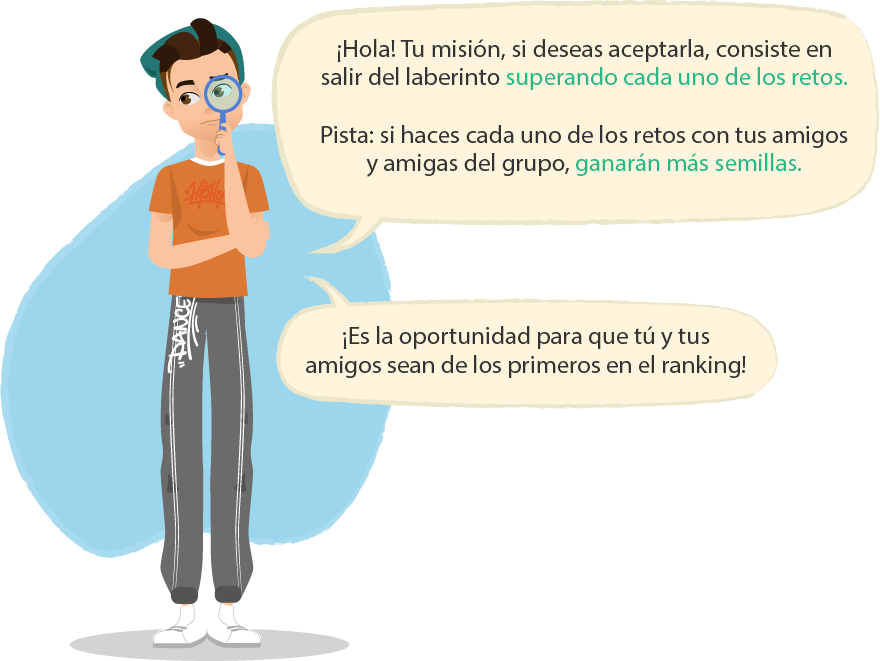 ¡Hola! Tu misión, si deseas aceptarla, consiste en
salir del laberinto superando cada uno de los retos.
Pista: si haces cada uno de los retos con tus amigos
y amigas del grupo, ganarán más semillas.
HipHop
¡Es la oportunidad para que tú y tus
amigos sean de los primeros en el ranking!
"DANCE"